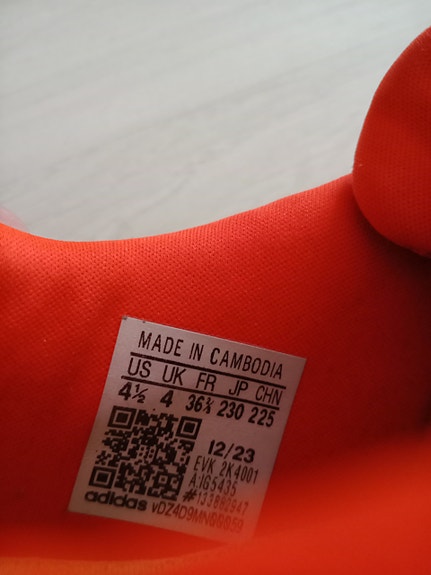 MADE IN CAMBODIA
US UK FR JP CHN
4½ 4 36⅔ 230 225
12/23
EVK 2K4001
A1G5435
adidas